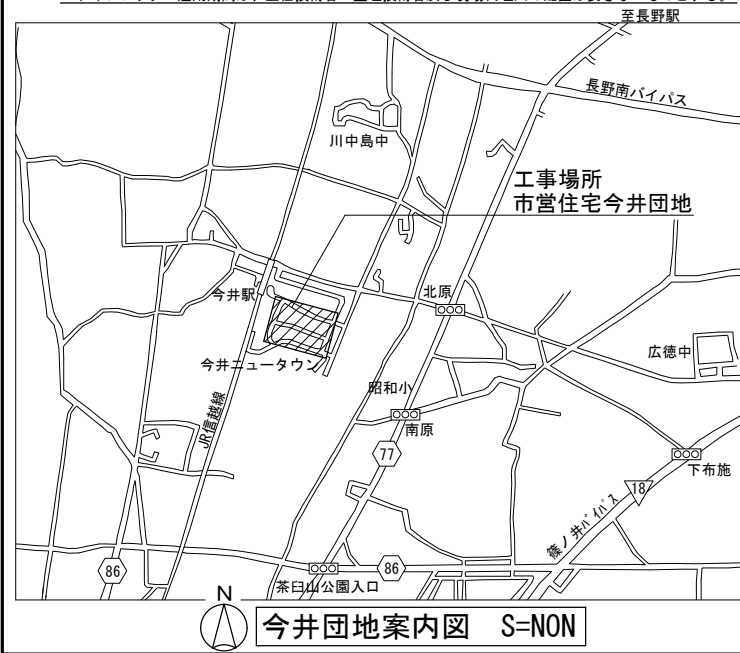 至長野駅
長野南バイパス
川中島中
工事場所
市営住宅今井団地
今井駅
北原
広徳中
今井ニュータウン
昭和小
南原
JR信越線
77
下布施
18
篠ノ井バイパス
86
茶臼山公園入口
86
N
今井団地案内図 S=NON